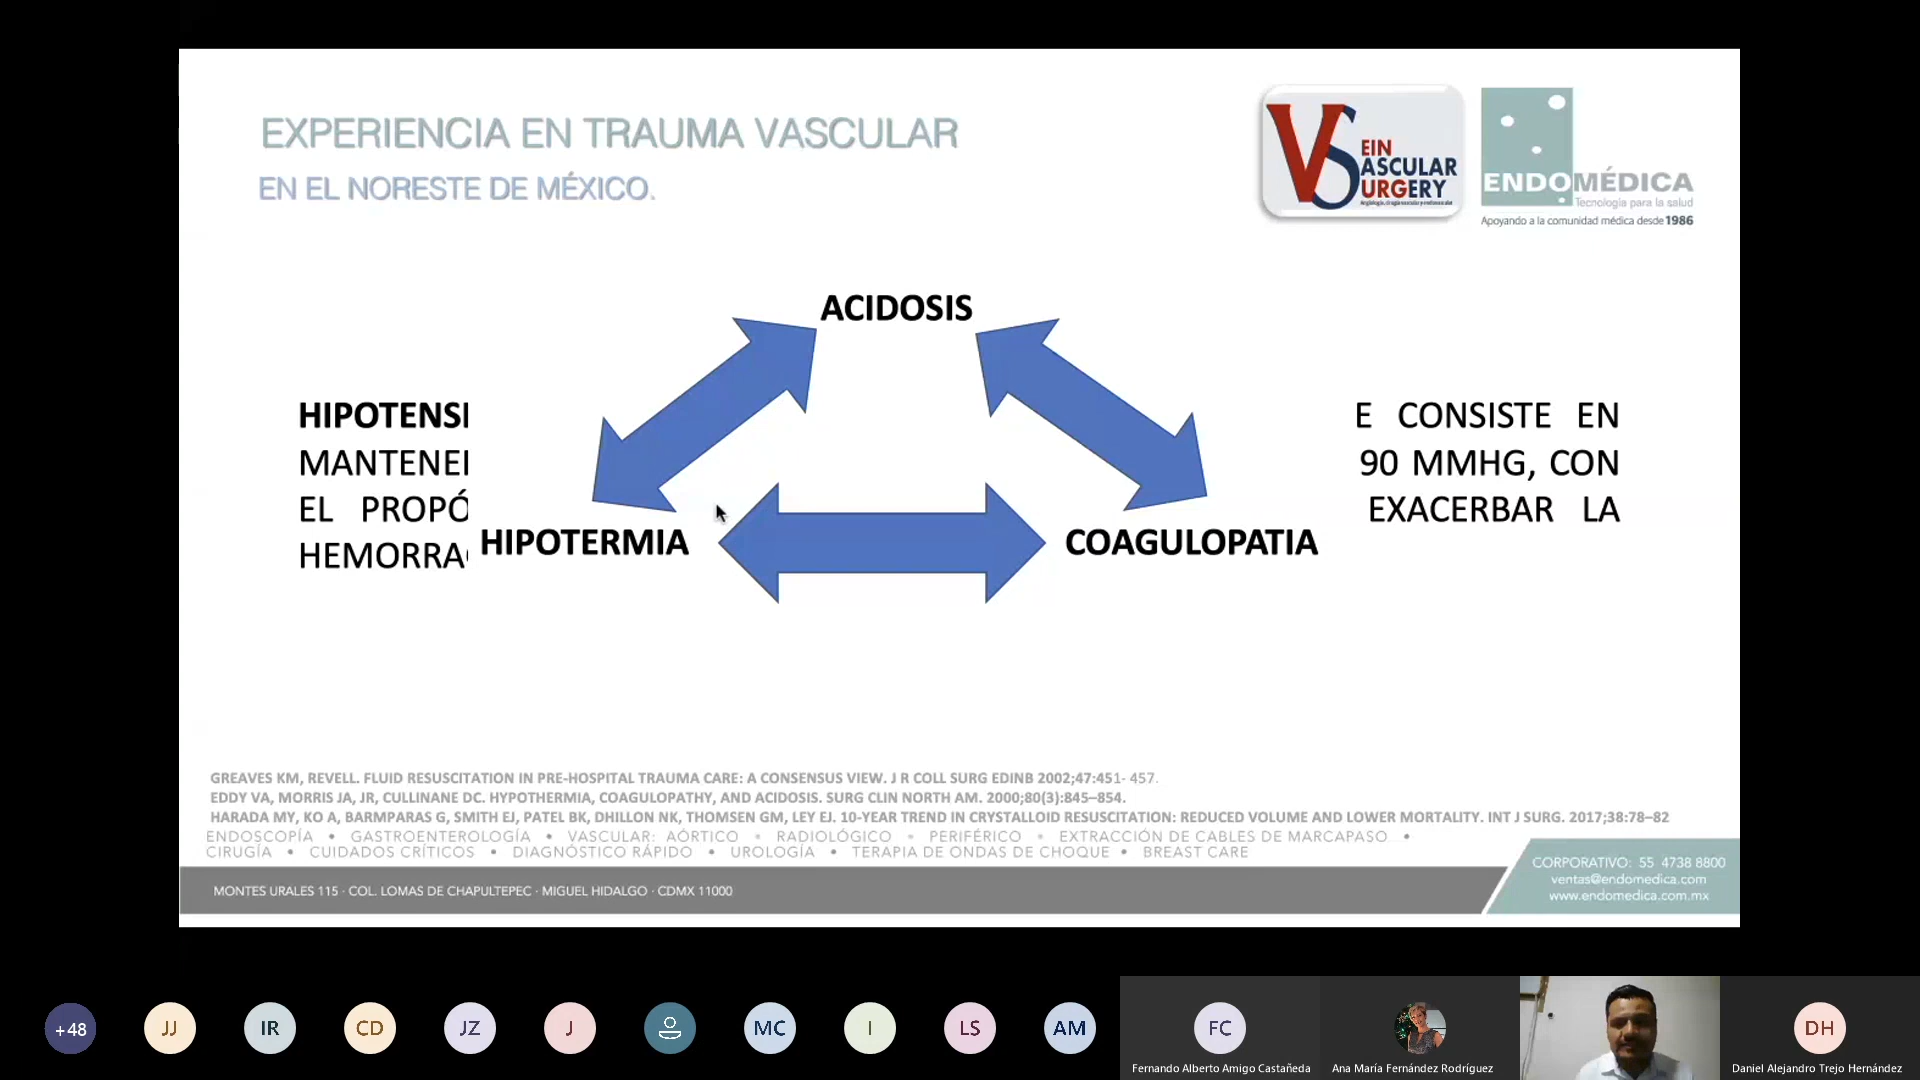 EXPERIENCIA EN TRAUMA VASCULAR
EN EL NORESTE DE MÉXICO.
VS
EIN
ASCULAR
URGERY
ENDOMÉDICA
Tecnología para la salud
Apoyando a la comunidad médica desde 1986
ACIDOSIS
HIPOTENSI
E CONSISTE EN
MANTENE
90 MMHG, CON
EL PROPÓ
EXACERBAR LA
HEMORRA
HIPOTERMIA
COAGULOPATIA
GREAVES KM, REVELL. FLUID RESUSCITATION IN PRE-HOSPITAL TRAUMA CARE: A CONSENSUS VIEW. J R COLL SURG EDINB 2002;47:451- 457.
EDDY VA, MORRIS JA, JR, CULLINANE DC. HYPOTHERMIA, COAGULOPATHY, AND ACIDOSIS. SURG CLIN NORTH AM. 2000;80(3):845–854.
HARADA MY, KO A, BARMPARAS G, SMITH EJ, PATEL BK, DHILLON NK, THOMSEN GM, LEY EJ. 10-YEAR TREND IN CRYSTALLOID RESUSCITATION: REDUCED VOLUME AND LOWER MORTALITY. INT J SURG. 2017;38:78–82
ENDOSCOPÍA • GASTROENTEROLOGÍA • VASCULAR: AÓRTICO • RADIOLÓGICO • PERIFÉRICO • EXTRACCIÓN DE CABLES DE MARCAPASO •
CIRUGÍA • CUIDADOS CRÍTICOS • DIAGNÓSTICO RÁPIDO • UROLOGÍA • TERAPIA DE ONDAS DE CHOQUE • BREAST CARE
MONTES URALES 115 · COL. LOMAS DE CHAPULTEPEC · MIGUEL HIDALGO · CDMX 11000
CORPORATIVO: 55 4738 8800
ventas@endomedica.com
www.endomedica.com.mx
+48
JJ
IR
CD
JZ
J
MC
I
LS
AM
FC
DH
Fernando Alberto Amigo Castañeda
Ana María Fernández Rodríguez
Daniel Alejandro Trejo Hernández